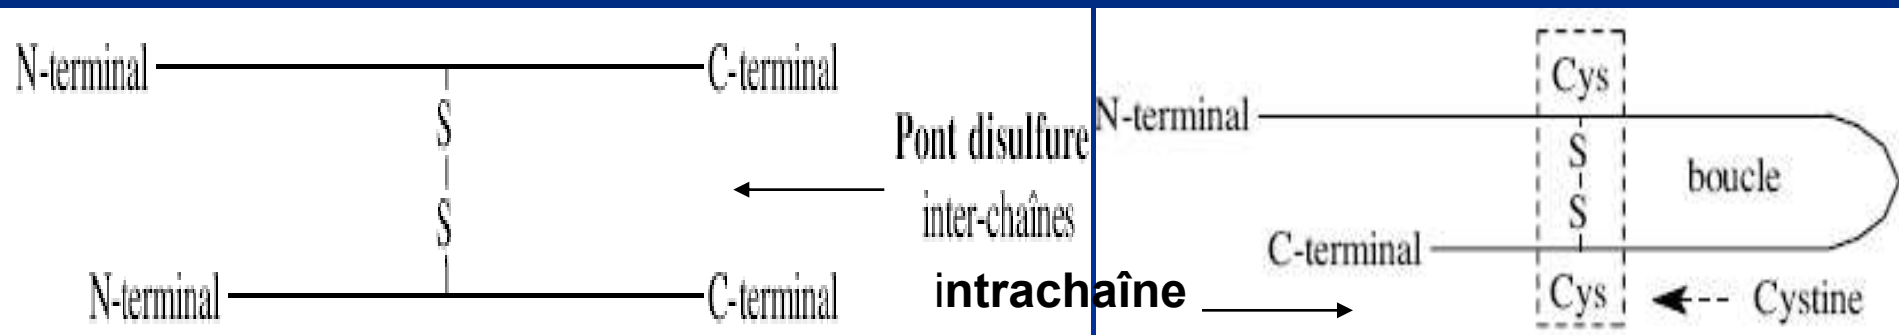 N-terminal C-terminal
S
S
N-terminal C-terminal
Pont disulfure
inter-chaînes
intrachaîne
Cys
N-terminal
S
S
boucle
C-terminal
Cys
Cystine